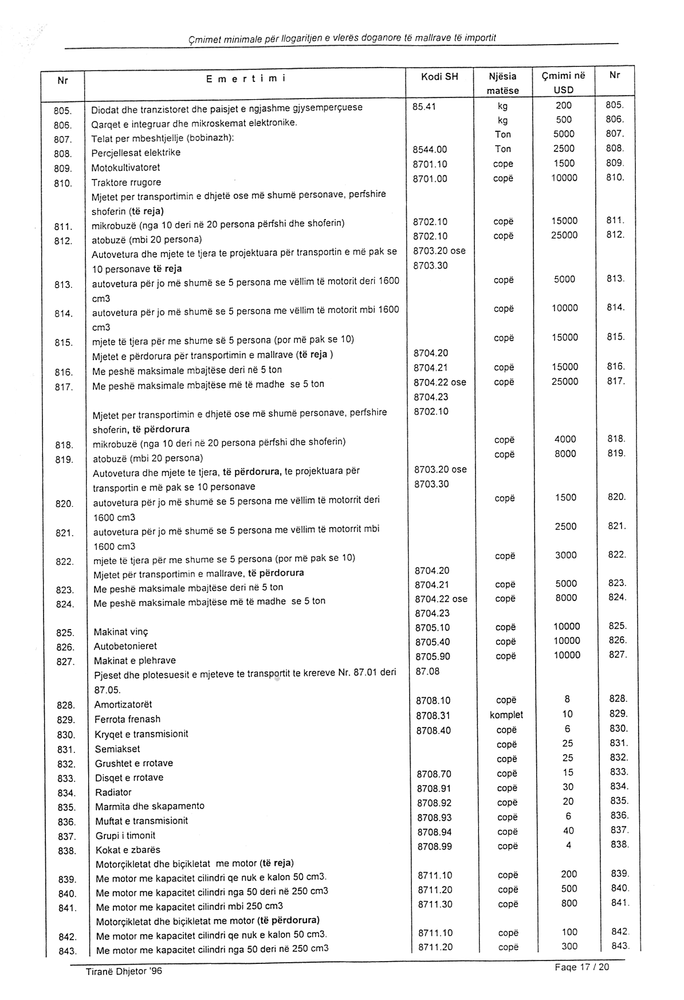 Çmimet minimale për llogaritjen e vlerës doganore të mallrave të importit
Nr E m e r t i m i Kodi SH Njësia matëse Çmimi në USD Nr
805. Diodat dhe tranzistoret dhe paisjet e ngjashme gjysemperçuese 85.41 kg 200 805.
806. Qarqet e integruar dhe mikroskemat elektronike. kg 500 806.
807. Telat per mbeshtjellje (bobinazh): Ton 5000 807.
808. Percjellesat elektrike 8544.00 Ton 2500 808.
809. Motokultivatoret 8701.10 cope 1500 809.
810. Traktore rrugore 8701.00 copë 10000 810.
Mjetet per transportimin e dhjetë ose më shumë personave, perfshire
shoferin (të reja)
811. mikrobuzë (nga 10 deri në 20 persona përfshi dhe shoferin) 8702.10 copë 15000 811.
812. atobuzë (mbi 20 persona) 8702.10 copë 25000 812.
Autovetura dhe mjete te tjera te projektuara për transportin e më pak se 8703.20 ose
10 personave të reja 8703.30
813. autovetura për jo më shumë se 5 persona me vëllim të motorit deri 1600 copë 5000 813.
cm3
814. autovetura për jo më shumë se 5 persona me vëllim të motorit mbi 1600 copë 10000 814.
cm3
815. mjete të tjera për me shume së 5 persona (por më pak se 10) copë 15000 815.
Mjetet e përdorura për transportimin e mallrave (të reja ) 8704.20
816. Me peshë maksimale mbajtëse deri në 5 ton 8704.21 copë 15000 816.
817. Me peshë maksimale mbajtëse më të madhe se 5 ton 8704.22 ose copë 25000 817.
8704.23
Mjetet per transportimin e dhjetë ose më shumë personave, perfshire 8702.10
shoferin, të përdorura
818. mikrobuzë (nga 10 deri në 20 persona përfshi dhe shoferin) copë 4000 818.
819. atobuzë (mbi 20 persona) copë 8000 819.
Autovetura dhe mjete te tjera, të përdorura, te projektuara për 8703.20 ose
transportin e më pak se 10 personave 8703.30
820. autovetura për jo më shumë se 5 persona me vëllim të motorrit deri copë 1500 820.
1600 cm3
821. autovetura për jo më shumë se 5 persona me vëllim të motorrit mbi 2500 821.
1600 cm3
822. mjete të tjera për me shume se 5 persona (por më pak se 10) copë 3000 822.
Mjetet për transportimin e mallrave, të përdorura 8704.20
823. Me peshë maksimale mbajtëse deri në 5 ton 8704.21 copë 5000 823.
824. Me peshë maksimale mbajtëse më të madhe se 5 ton 8704.22 ose copë 8000 824.
8704.23
825. Makinat vinç 8705.10 copë 10000 825.
826. Autobetonieret 8705.40 copë 10000 826.
827. Makinat e plehrave 8705.90 copë 10000 827.
Pjeset dhe plotesuesit e mjeteve te transportit te krereve Nr. 87.01 deri 87.08
87.05.
828. Amortizatorët 8708.10 copë 8 828.
829. Ferrota frenash 8708.31 komplet 10 829.
830. Kryqet e transmisionit 8708.40 copë 6 830.
831. Semiakset copë 25 831.
832. Grushtet e rrotave copë 25 832.
833. Disqet e rrotave 8708.70 copë 15 833.
834. Radiator 8708.91 copë 30 834.
835. Marmita dhe skapamento 8708.92 copë 20 835.
836. Muftat e transmisionit 8708.93 copë 6 836.
837. Grupi i timonit 8708.94 copë 40 837.
838. Kokat e zbarës 8708.99 copë 4 838.
Motorçikletat dhe biçikletat me motor (të reja)
839. Me motor me kapacitet cilindri qe nuk e kalon 50 cm3. 8711.10 copë 200 839.
840. Me motor me kapacitet cilindri nga 50 deri në 250 cm3 8711.20 copë 500 840.
841. Me motor me kapacitet cilindri mbi 250 cm3 8711.30 copë 800 841.
Motorçikletat dhe biçikletat me motor (të përdorura)
842. Me motor me kapacitet cilindri qe nuk e kalon 50 cm3. 8711.10 copë 100 842.
843. Me motor me kapacitet cilindri nga 50 deri në 250 cm3 8711.20 copë 300 843.
Tiranë Dhjetor '96 Faqe 17 / 20